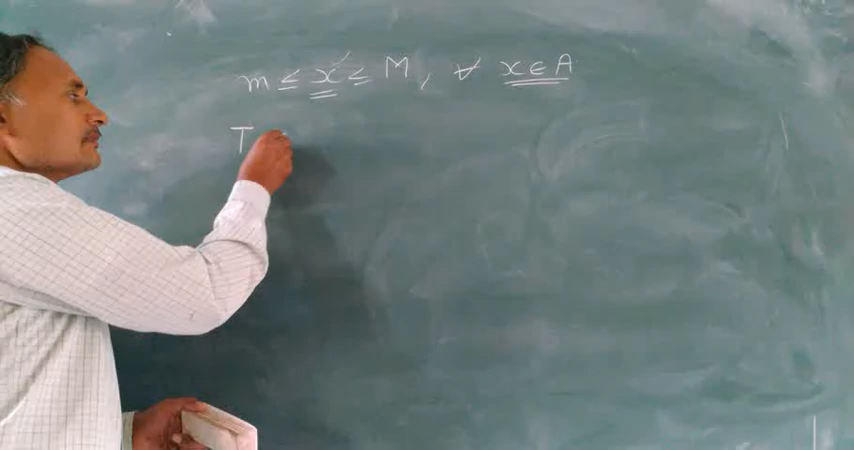 m ≤ x ≤ M, ∀ x ∈ A
T